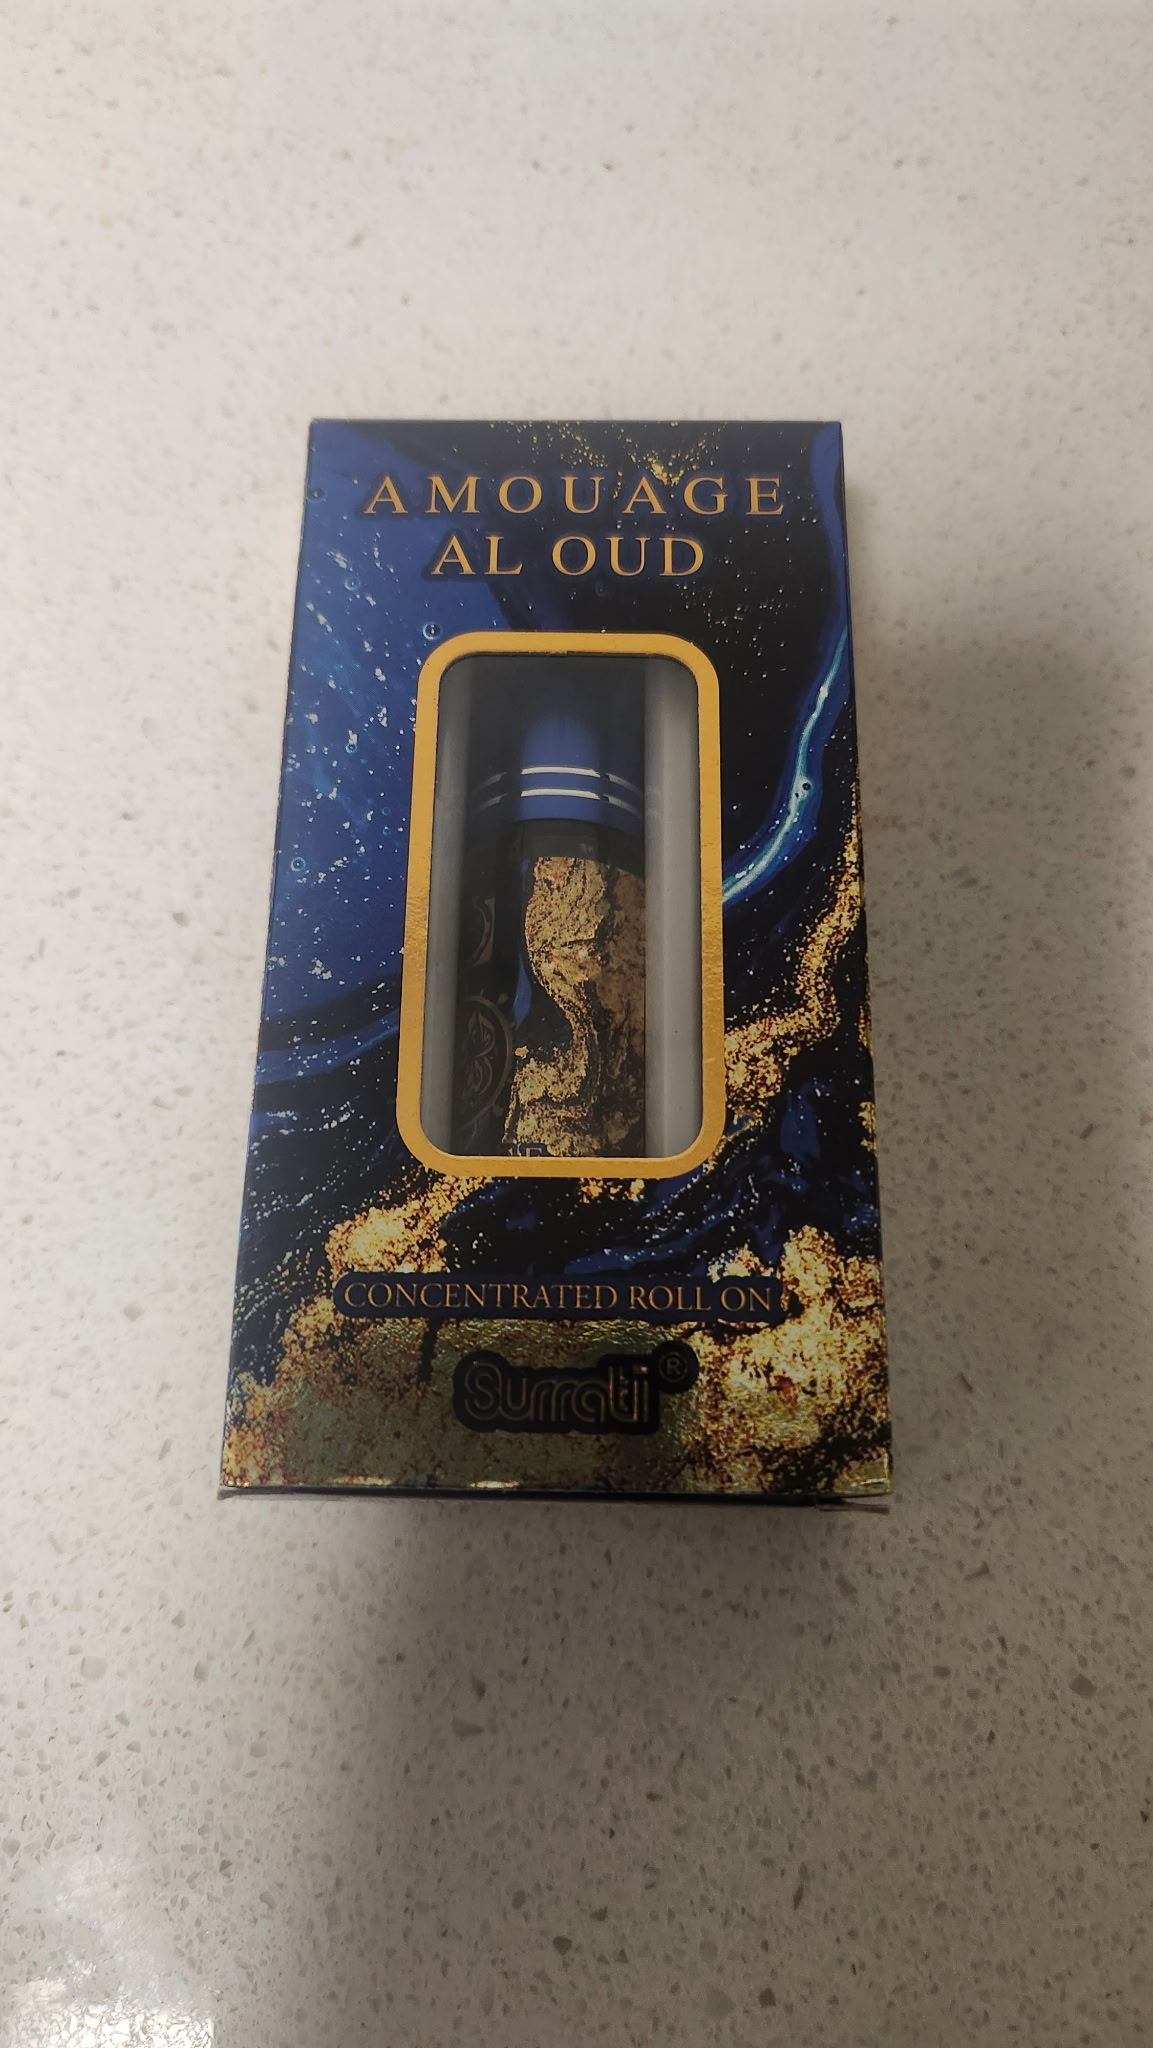 AMOUAGE
AL OUD
CONCENTRATED ROLL ON
Surrati®